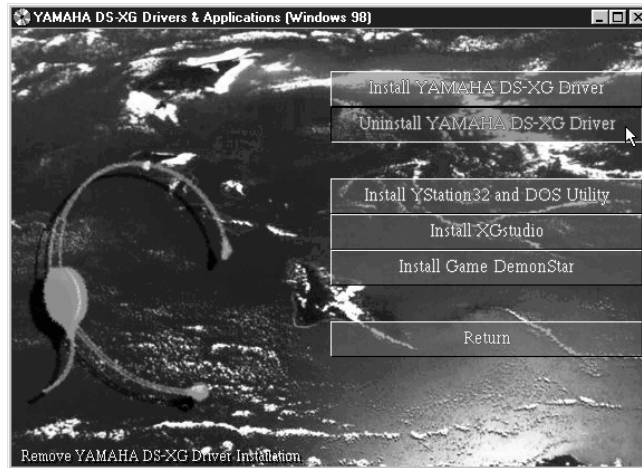 YAMAHA DS-XG Drivers & Applications (Windows 98)
Install YAMAHA DS-XG Driver
Uninstall YAMAHA DS-XG Driver
Install YStation32 and DOS Utility
Install XGstudio
Install Game DemonStar
Return
Remove YAMAHA DS-XG Driver Installation